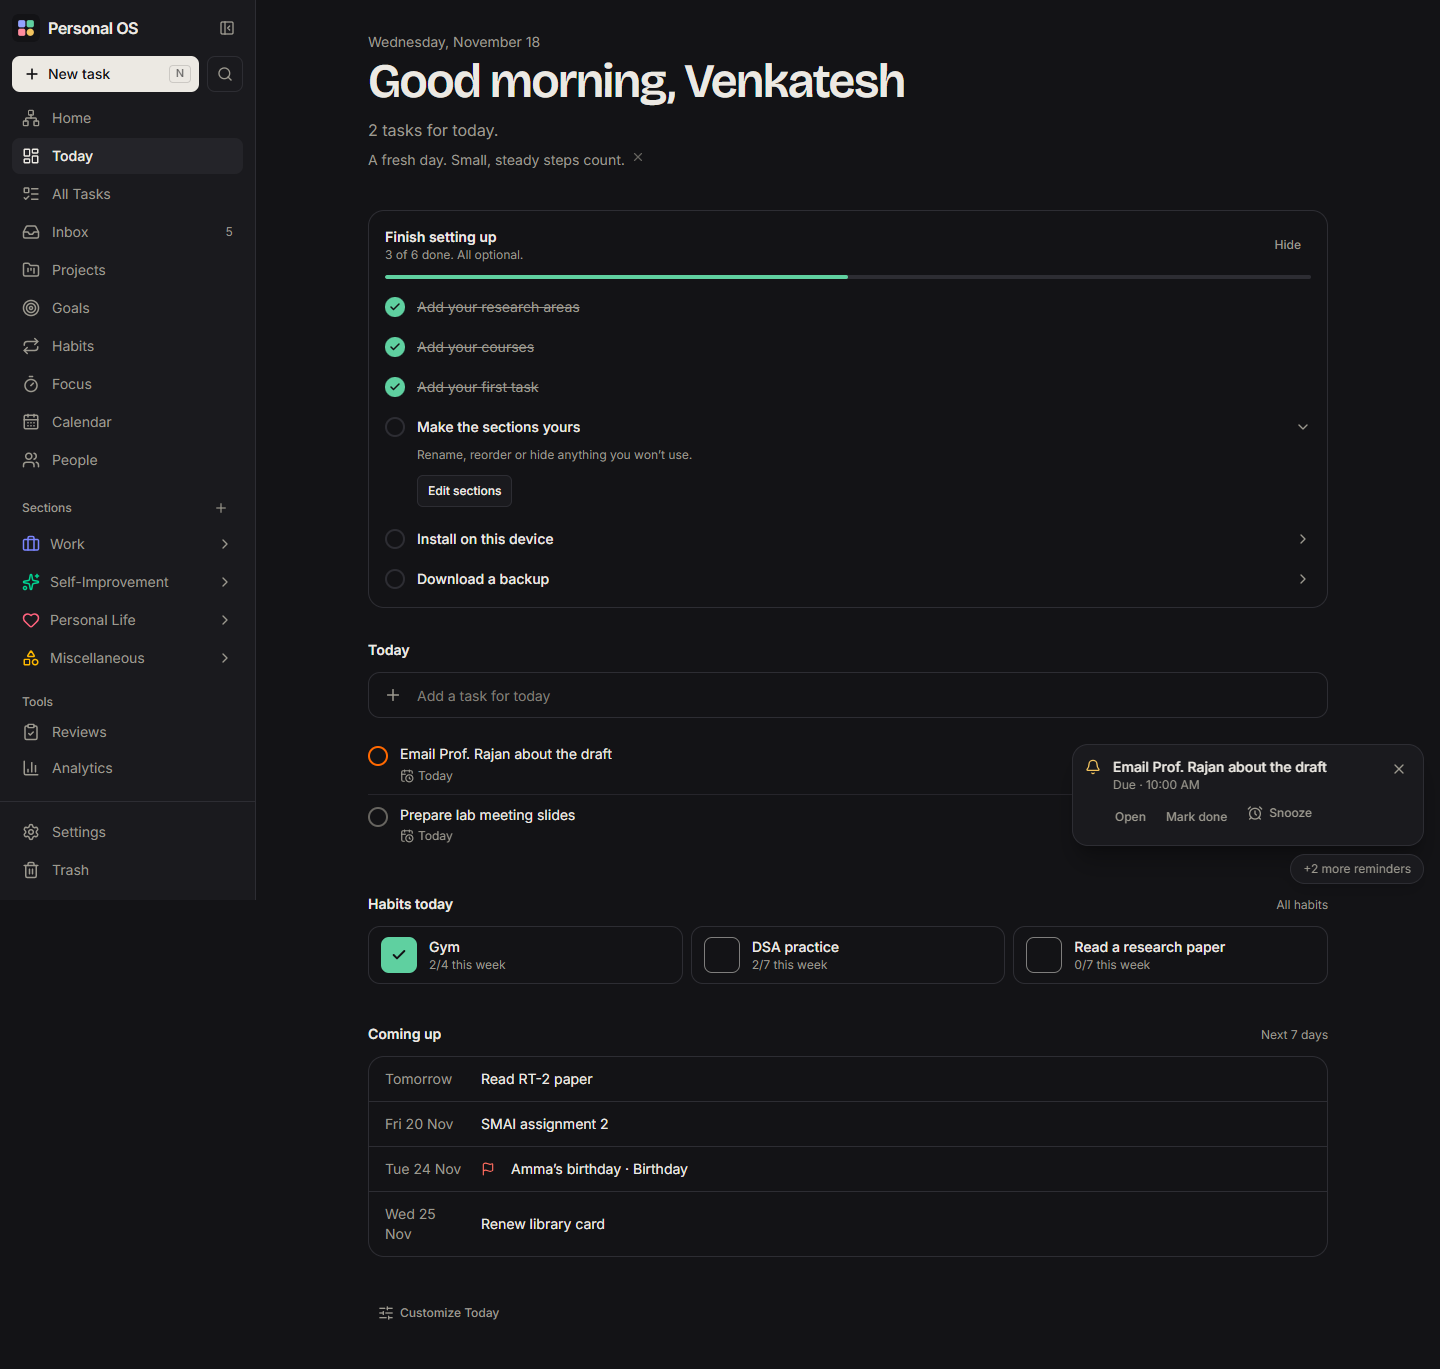 Personal OS
New task N
Home
Today
All Tasks
Inbox 5
Projects
Goals
Habits
Focus
Calendar
People
Sections
Work
Self-Improvement
Personal Life
Miscellaneous
Tools
Reviews
Analytics
Settings
Trash
Wednesday, November 18
Good morning, Venkatesh
2 tasks for today.
A fresh day. Small, steady steps count.
Finish setting up
3 of 6 done. All optional.
Hide
Add your research areas
Add your courses
Add your first task
Make the sections yours
Rename, reorder or hide anything you won’t use.
Edit sections
Install on this device
Download a backup
Today
Add a task for today
Email Prof. Rajan about the draft
Today
Prepare lab meeting slides
Today
Email Prof. Rajan about the draft
Due · 10:00 AM
Open Mark done Snooze
+2 more reminders
Habits today All habits
Gym
2/4 this week
DSA practice
2/7 this week
Read a research paper
0/7 this week
Coming up Next 7 days
Tomorrow Read RT-2 paper
Fri 20 Nov SMAI assignment 2
Tue 24 Nov Amma’s birthday · Birthday
Wed 25
Nov
Renew library card
Customize Today